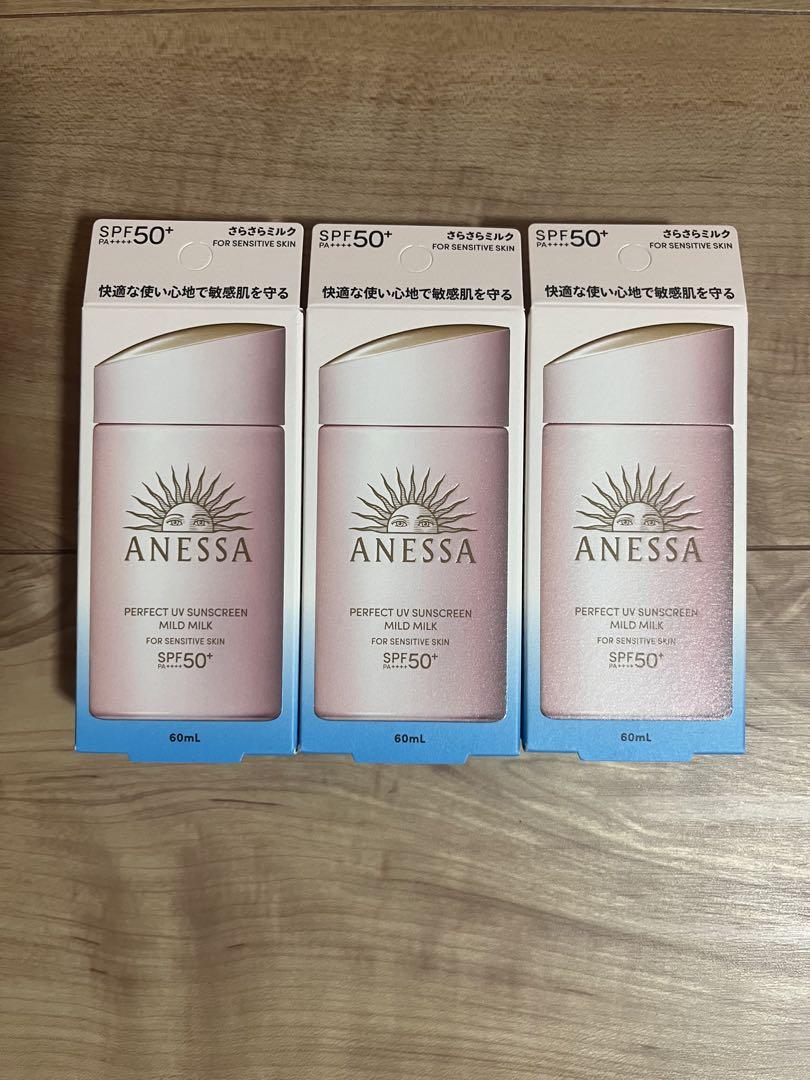 SPF50+
PA++++
さらさらミルク
FOR SENSITIVE SKIN
快適な使い心地で敏感肌を守る
ANESSA
PERFECT UV SUNSCREEN
MILD MILK
FOR SENSITIVE SKIN
SPF50+
PA++++
60mL
SPF50+
PA++++
さらさらミルク
FOR SENSITIVE SKIN
快適な使い心地で敏感肌を守る
ANESSA
PERFECT UV SUNSCREEN
MILD MILK
FOR SENSITIVE SKIN
SPF50+
PA++++
60mL
SPF50+
PA++++
さらさらミルク
FOR SENSITIVE SKIN
快適な使い心地で敏感肌を守る
ANESSA
PERFECT UV SUNSCREEN
MILD MILK
FOR SENSITIVE SKIN
SPF50+
PA++++
60mL